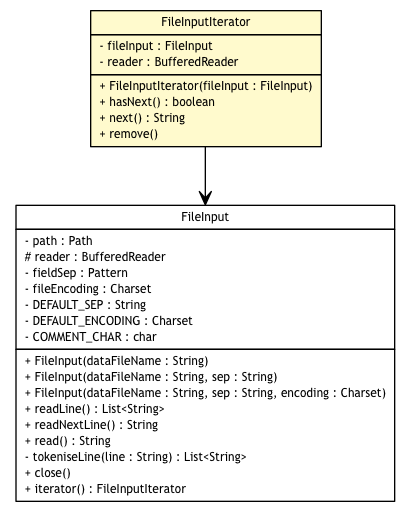 FileInputIterator
- fileInput : FileInput
- reader : BufferedReader
+ FileInputIterator(fileInput : FileInput)
+ hasNext() : boolean
+ next() : String
+ remove()
FileInput
- path : Path
# reader : BufferedReader
- fieldSep : Pattern
- fileEncoding : Charset
- DEFAULT_SEP : String
- DEFAULT_ENCODING : Charset
- COMMENT_CHAR : char
+ FileInput(dataFileName : String)
+ FileInput(dataFileName : String, sep : String)
+ FileInput(dataFileName : String, sep : String, encoding : Charset)
+ readLine() : List<String>
+ readNextLine() : String
+ read() : String
- tokeniseLine(line : String) : List<String>
+ close()
+ iterator() : FileInputIterator